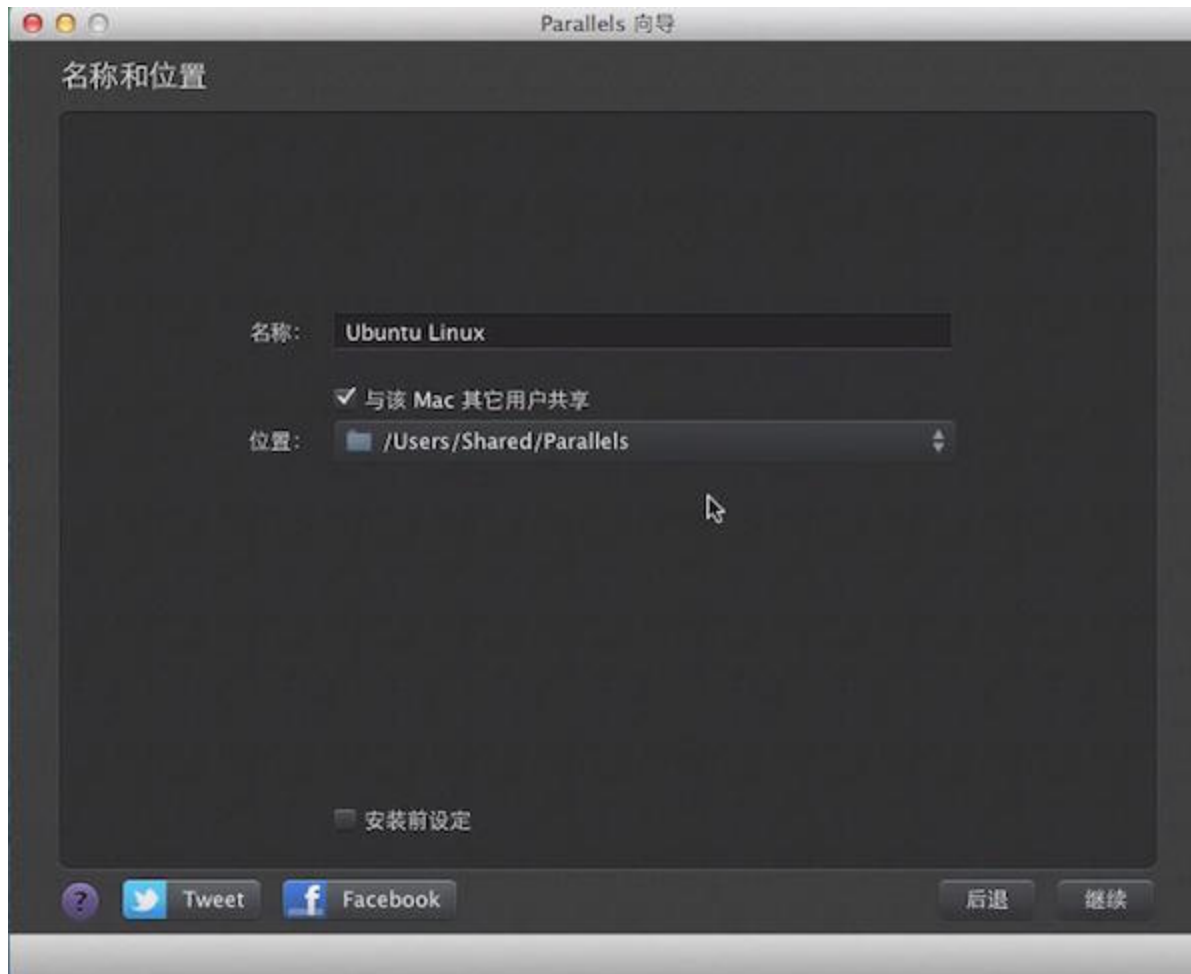 Parallels 向导
名称和位置
名称: Ubuntu Linux
与该 Mac 其它用户共享
位置: /Users/Shared/Parallels
安装前设定
? Tweet f Facebook 后退 继续